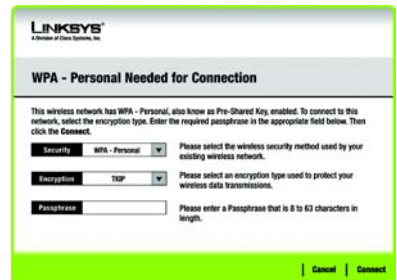 LINKSYS®
A Division of Cisco Systems, Inc.
WPA - Personal Needed for Connection
This wireless network has WPA - Personal, also know as Pre-Shared Key, enabled. To connect to this
network, select the encryption type. Enter the required passphrase in the appropriate field below. Then
click the Connect.
Security WPA - Personal Please select the wireless security method used by your
existing wireless network.
Encryption TKIP Please select an encryption type used to protect your
wireless data transmissions.
Passphrase Please enter a Passphrase that is 8 to 63 characters in
length.
Cancel Connect